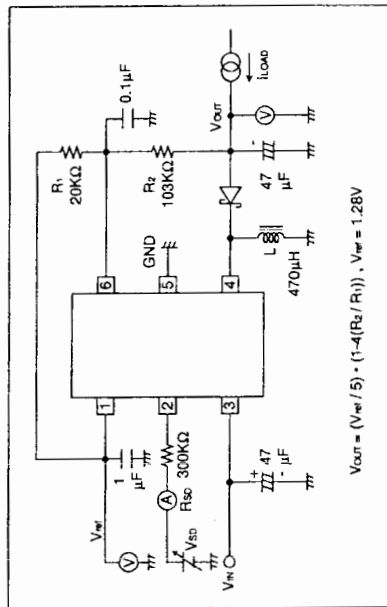 Vref
V
1
μF
A
RSD
300KΩ
VSD
VIN
+
47
μF
-
1
2
3
6
5
4
GND
R1
20KΩ
0.1μF
R2
103KΩ
L
470μH
47
μF
-
VOUT
V
iLOAD
VOUT = (Vref / 5) • (1-4(R2 / R1)) , Vref = 1.28V